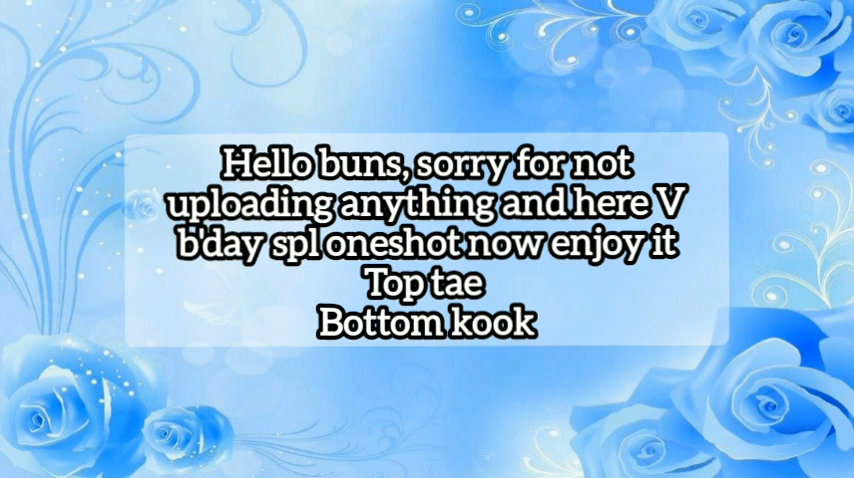 Hello buns, sorry for not
uploading anything and here V
b'day spl oneshot now enjoy it
Top tae
Bottom kook